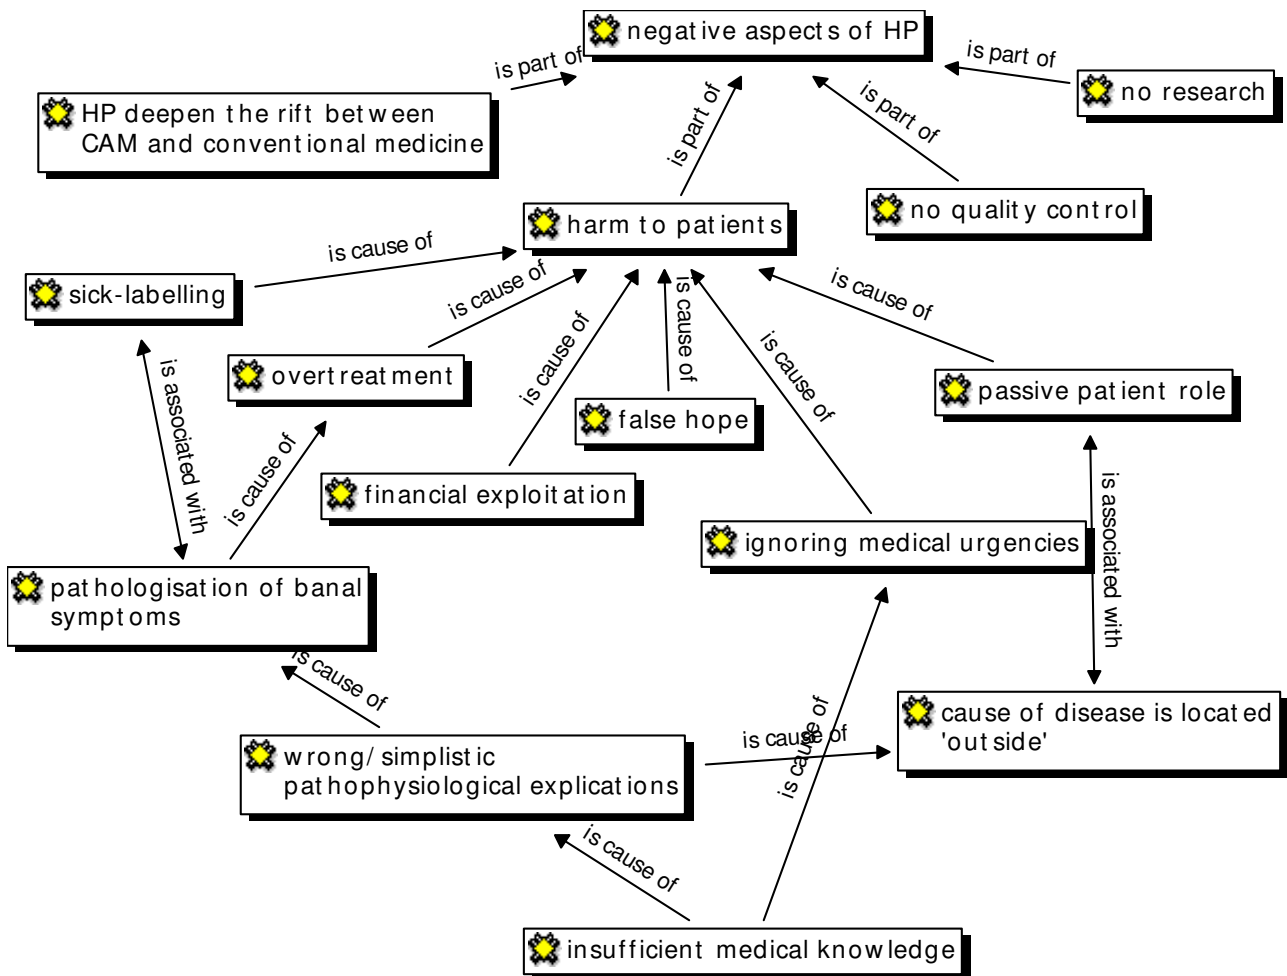 negative aspects of HP
is part of
is part of
HP deepen the rift between
CAM and conventional medicine
no research
is part of
is part of
no quality control
harm to patients
is cause of
sick-labelling
is cause of
is cause of
is cause of
is cause of
is cause of
is associated with
overtreatment
passive patient role
false hope
is cause of
financial exploitation
is associated with
ignoring medical urgencies
pathologisation of banal
symptoms
is cause of
is cause of
cause of disease is located
'outside'
wrong/simplistic
pathophysiological explications
is cause of
is cause of
insufficient medical knowledge